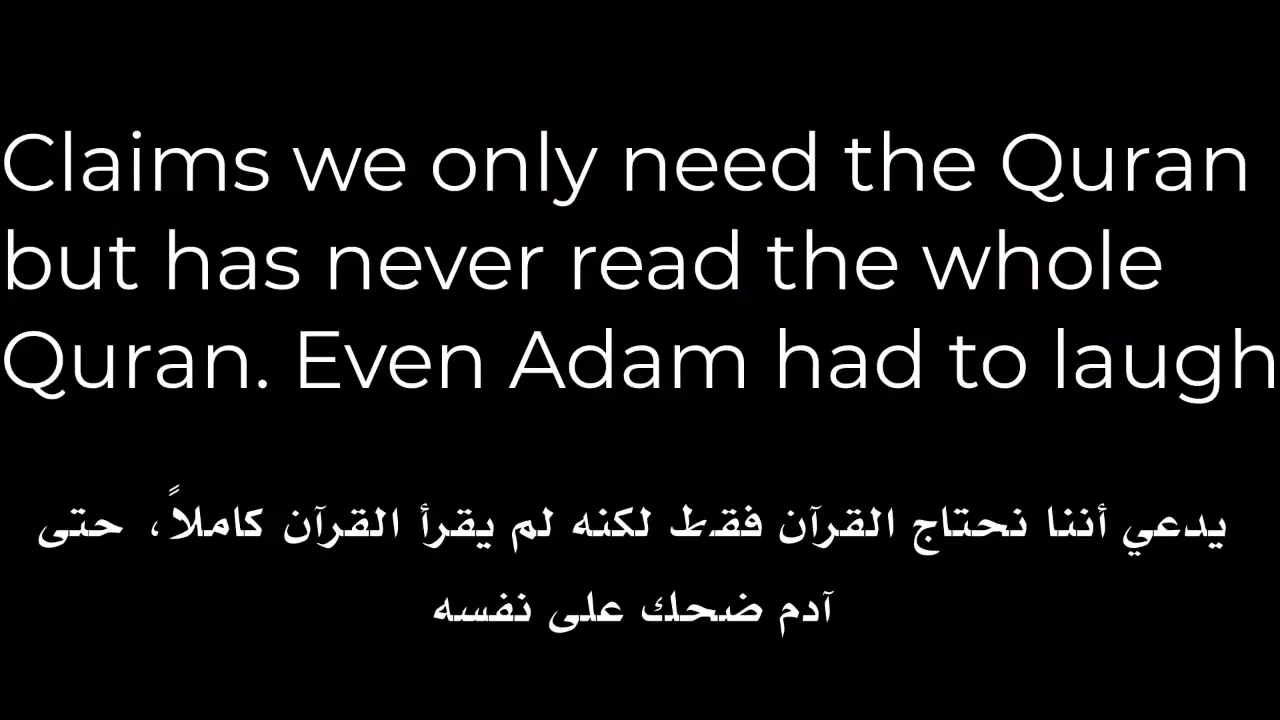 Claims we only need the Quran
but has never read the whole
Quran. Even Adam had to laugh
يدعي أننا نحتاج القرآن فقط لكنه لم يقرأ القرآن كاملاً، حتى
آدم ضحك على نفسه